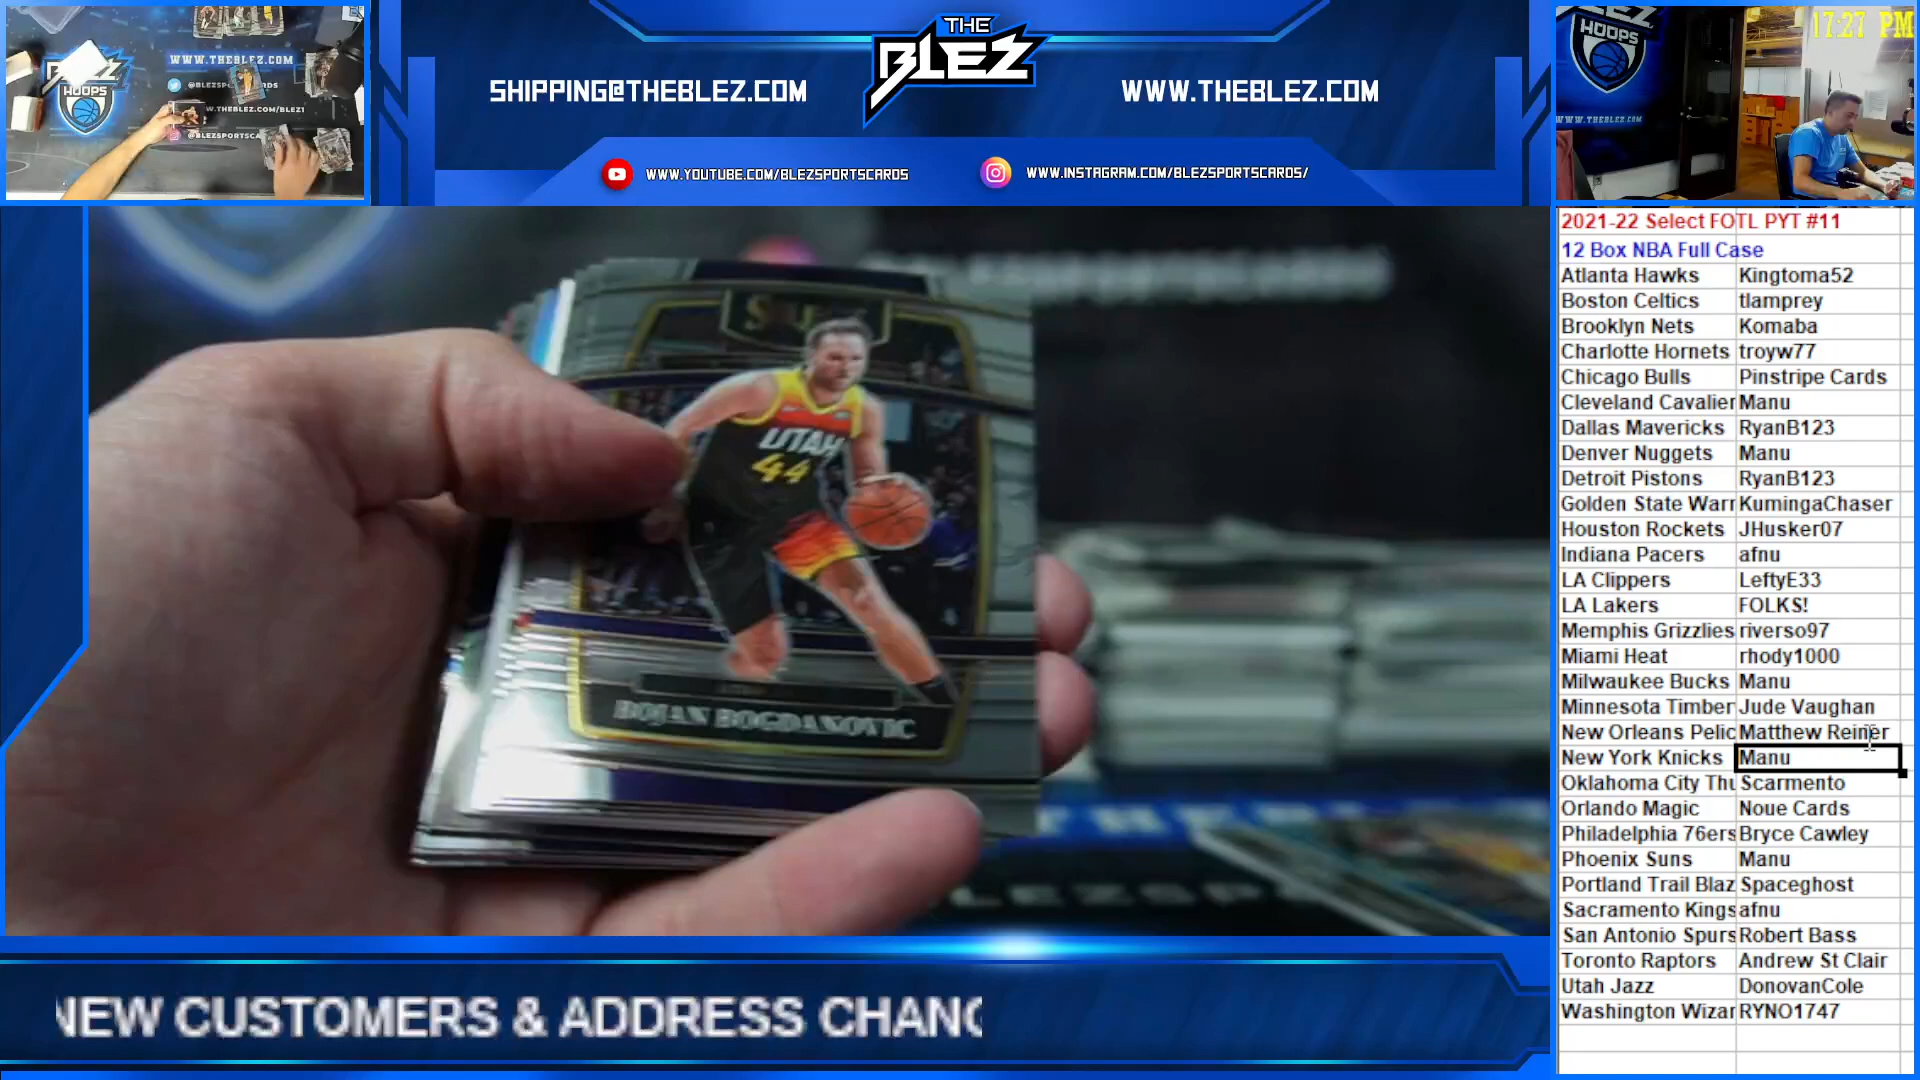 WWW.THEBLEZ.COM
HOOPS
THE
BLEZ
SHIPPING@THEBLEZ.COM
WWW.THEBLEZ.COM
WWW.YOUTUBE.COM/BLEZSPORTSCARDS
WWW.INSTAGRAM.COM/BLEZSPORTSCARDS/
HOOPS
WWW.THEBLEZ.COM
17:27 PM
UTAH
44
BOJAN BOGDANOVIC
2021-22 Select FOTL PYT #11
12 Box NBA Full Case
Atlanta Hawks Kingtoma52
Boston Celtics tlamprey
Brooklyn Nets Komaba
Charlotte Hornets troyw77
Chicago Bulls Pinstripe Cards
Cleveland Cavalier Manu
Dallas Mavericks RyanB123
Denver Nuggets Manu
Detroit Pistons RyanB123
Golden State Warr KumingaChaser
Houston Rockets JHusker07
Indiana Pacers afnu
LA Clippers LeftyE33
LA Lakers FOLKS!
Memphis Grizzlies riverso97
Miami Heat rhody1000
Milwaukee Bucks Manu
Minnesota Timber Jude Vaughan
New Orleans Pelic Matthew Reiner
New York Knicks Manu
Oklahoma City Thu Scarmento
Orlando Magic Noue Cards
Philadelphia 76ers Bryce Cawley
Phoenix Suns Manu
Portland Trail Blaz Spaceghost
Sacramento Kings afnu
San Antonio Spurs Robert Bass
Toronto Raptors Andrew St Clair
Utah Jazz DonovanCole
Washington Wizar RYNO1747
NEW CUSTOMERS & ADDRESS CHANG